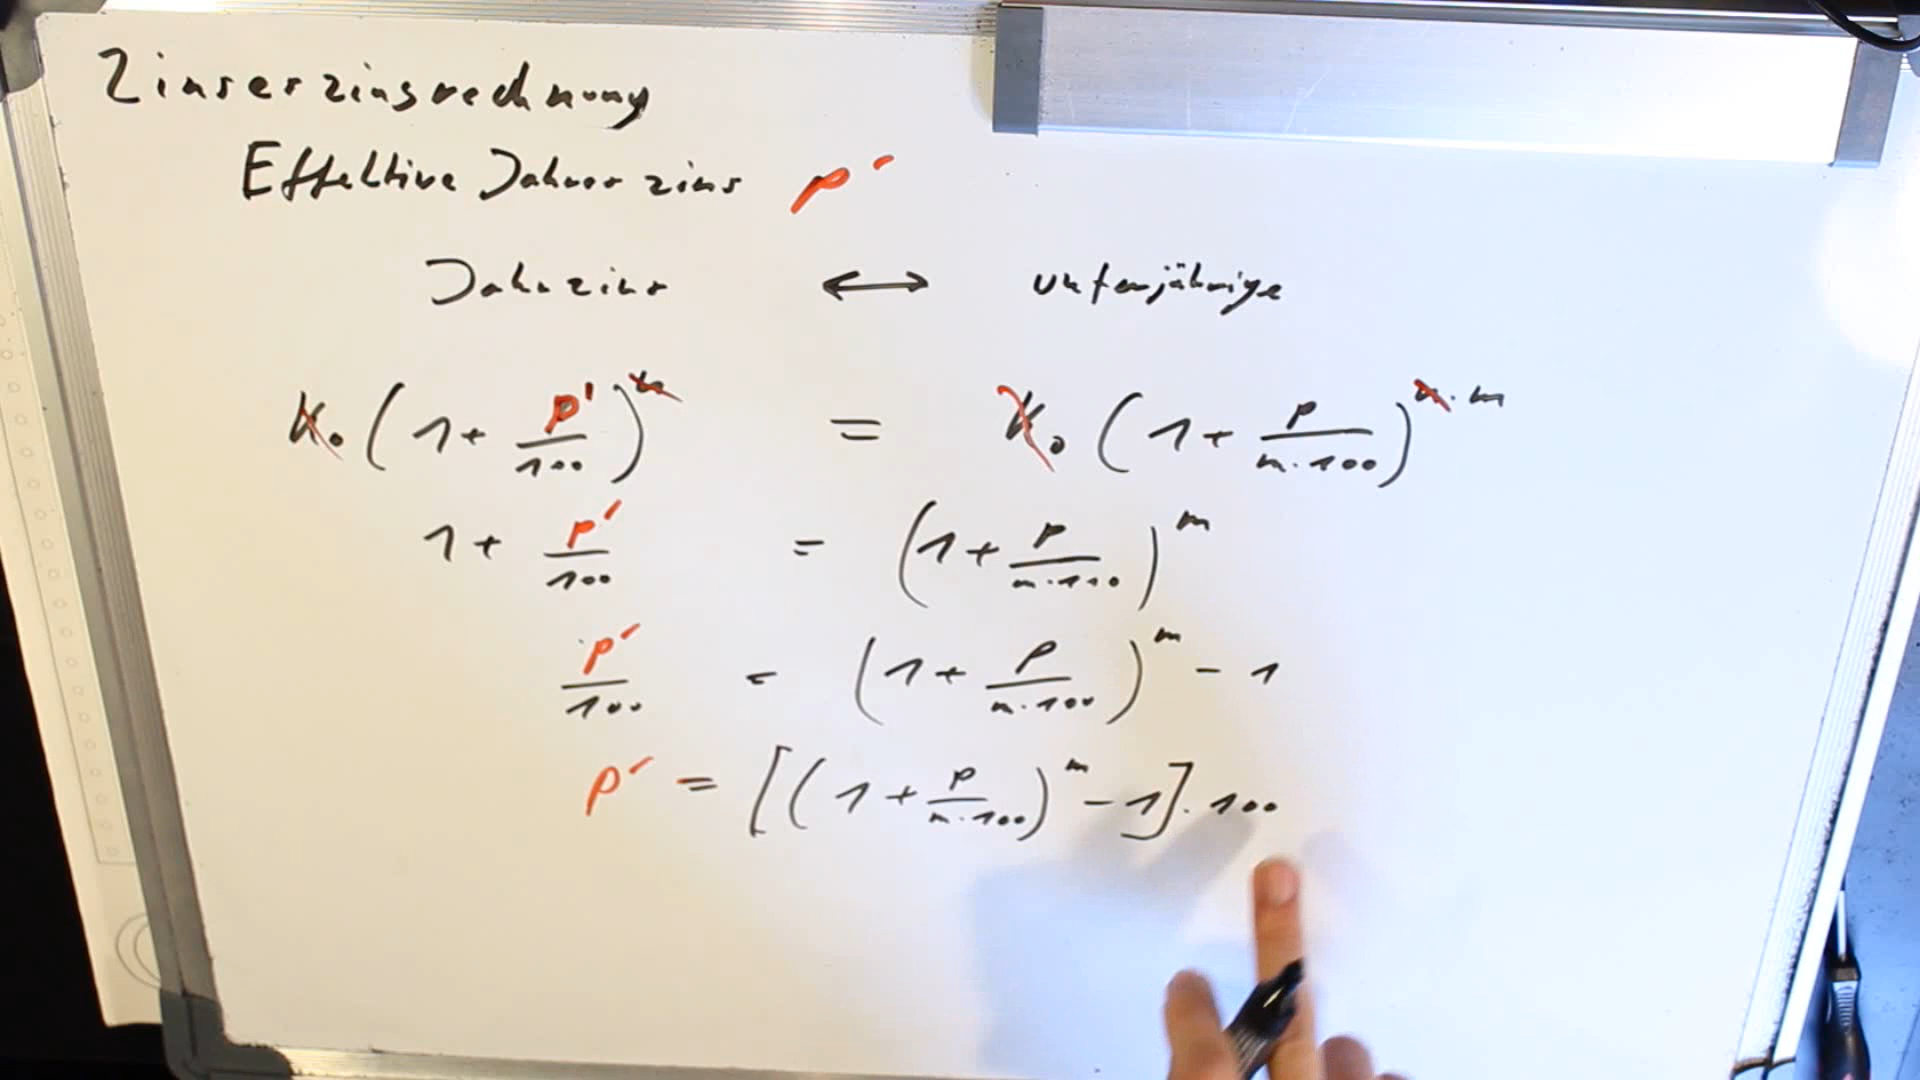 Zinseszinsrechnung
Effektive Jahreszins p'
Jahrzins ↔ unterjährige
K₀ (1 + p'/100)ⁿ = K₀ (1 + p/(m·100))ⁿ·ᵐ
1 + p'/100 = (1 + p/(m·100))ᵐ
p'/100 = (1 + p/(m·100))ᵐ - 1
p' = [(1 + p/(m·100))ᵐ - 1]·100